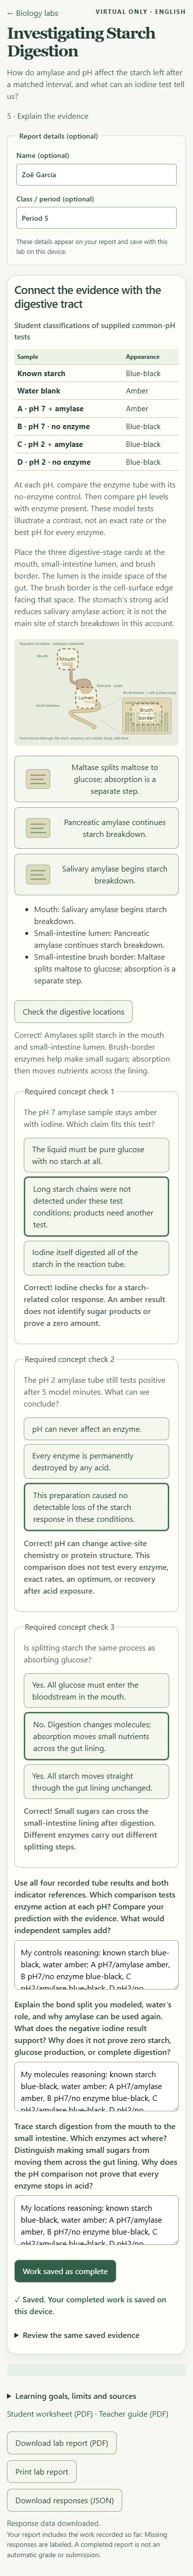 ← Biology labs
VIRTUAL ONLY · ENGLISH
Investigating Starch
Digestion
How do amylase and pH affect the starch left after
a matched interval, and what can an iodine test tell
us?
5 · Explain the evidence
Report details (optional)
Name (optional)
Zoë García
Class / period (optional)
Period 5
These details appear on your report and save with this
lab on this device.
Connect the evidence with the
digestive tract
Student classifications of supplied common-pH
tests
Sample Appearance
Known starch Blue-black
Water blank Amber
A · pH 7 + amylase Amber
B · pH 7 · no enzyme Blue-black
C · pH 2 + amylase Blue-black
D · pH 2 · no enzyme Blue-black
At each pH, compare the enzyme tube with its
no-enzyme control. Then compare pH levels
with enzyme present. These model tests
illustrate a contrast, not an exact rate or the
best pH for every enzyme.
Place the three digestive-stage cards at the
mouth, small-intestine lumen, and brush
border. The lumen is the inside space of the
gut. The brush border is the cell-surface edge
facing that space. The stomach's strong acid
reduces salivary amylase action; it is not the
main site of starch breakdown in this account.
Mouth
Mouth
Lumen
Small intestine
Brush
border
Maltase splits maltose to
glucose; absorption is a
separate step.
Pancreatic amylase continues
starch breakdown.
Salivary amylase begins starch
breakdown.
• Mouth: Salivary amylase begins starch
breakdown.
• Small-intestine lumen: Pancreatic
amylase continues starch breakdown.
• Small-intestine brush border: Maltase
splits maltose to glucose; absorption is a
separate step.
Check the digestive locations
Correct! Amylases split starch in the mouth
and small-intestine lumen. Brush-border
enzymes help make small sugars; absorption
then moves nutrients across the lining.
Required concept check 1
The pH 7 amylase sample stays amber
with iodine. Which claim fits this test?
The liquid must be pure glucose
with no starch at all.
Long starch chains were not
detected under these test
conditions; products need another
test.
Iodine itself digested all of the
starch in the reaction tube.
Correct! Iodine checks for a starch-
related color response. An amber result
does not identify sugar products or
prove a zero amount.
Required concept check 2
The pH 2 amylase tube still tests positive
after 5 model minutes. What can we
conclude?
pH can never affect an enzyme.
Every enzyme is permanently
destroyed by any acid.
This preparation caused no
detectable loss of the starch
response in these conditions.
Correct! pH can change active-site
chemistry or protein structure. This
comparison does not test every enzyme,
exact rates, an optimum, or recovery
after acid exposure.
Required concept check 3
Is splitting starch the same process as
absorbing glucose?
Yes. All glucose must enter the
bloodstream in the mouth.
No. Digestion changes molecules;
absorption moves small nutrients
across the gut lining.
Yes. All starch moves straight
through the gut lining unchanged.
Correct! Small sugars can cross the
small-intestine lining after digestion.
Different enzymes carry out different
splitting steps.
Use all four recorded tube results and both
indicator references. Which comparison tests
enzyme action at each pH? Compare your
prediction with the evidence. What would
independent samples add?
My controls reasoning: known starch blue-
black, water amber; A pH7/amylase amber,
B pH7/no enzyme blue-black, C
pH2/amylase blue-black, D pH2/no
Explain the bond split you modeled, water's
role, and why amylase can be used again.
What does the negative iodine result
support? Why does it not prove zero starch,
glucose production, or complete digestion?
My molecules reasoning: known starch
blue-black, water amber; A pH7/amylase
amber, B pH7/no enzyme blue-black, C
pH2/amylase blue-black, D pH2/no
Trace starch digestion from the mouth to the
small intestine. Which enzymes act where?
Distinguish making small sugars from
moving them across the gut lining. Why does
the pH comparison not prove that every
enzyme stops in acid?
My locations reasoning: known starch
blue-black, water amber; A pH7/amylase
amber, B pH7/no enzyme blue-black, C
pH2/amylase blue-black, D pH2/no
Work saved as complete
✓ Saved. Your completed work is saved on
this device.
▶ Review the same saved evidence
▶ Learning goals, limits and sources
Student worksheet (PDF) · Teacher guide (PDF)
Download lab report (PDF)
Print lab report
Download responses (JSON)
Response data downloaded.
Your report includes the work recorded so far. Missing
responses are labeled. A completed report is not an
automatic grade or submission.